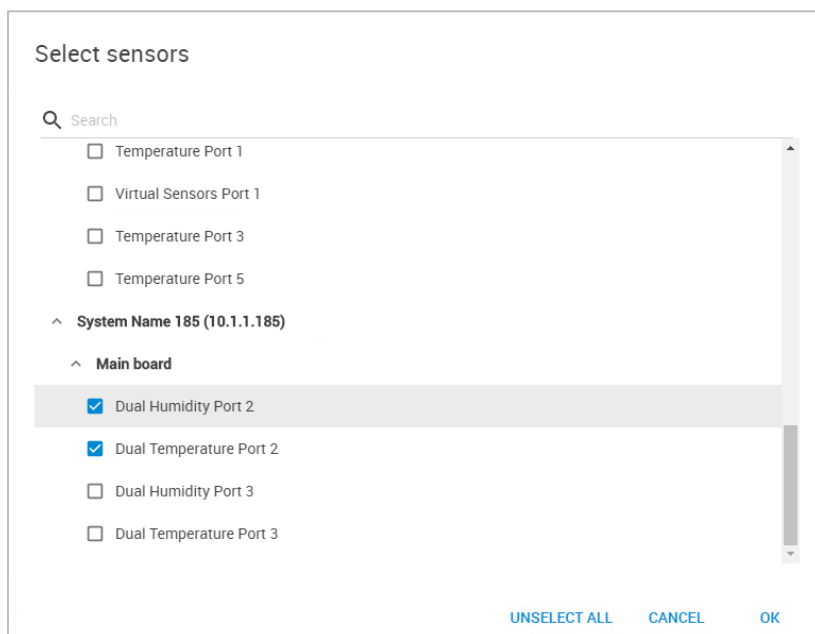 Select sensors
Search
Temperature Port 1
Virtual Sensors Port 1
Temperature Port 3
Temperature Port 5
System Name 185 (10.1.1.185)
Main board
Dual Humidity Port 2
Dual Temperature Port 2
Dual Humidity Port 3
Dual Temperature Port 3
UNSELECT ALL CANCEL OK